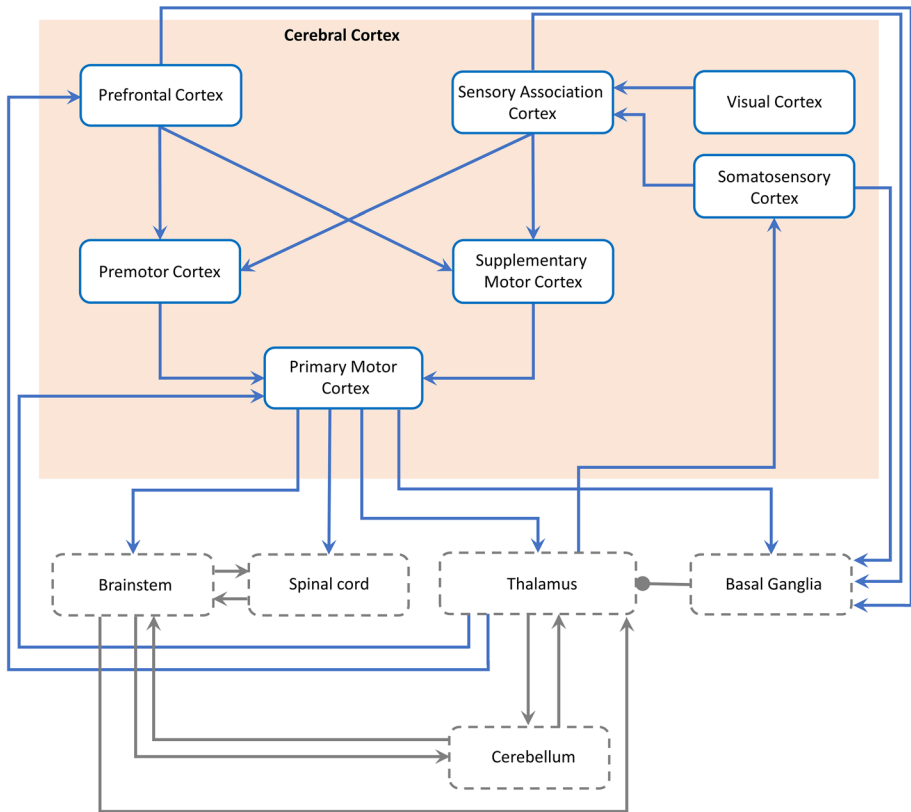 Cerebral Cortex
Prefrontal Cortex
Sensory Association
Cortex
Visual Cortex
Somatosensory
Cortex
Premotor Cortex
Supplementary
Motor Cortex
Primary Motor
Cortex
Brainstem
Spinal cord
Thalamus
Basal Ganglia
Cerebellum